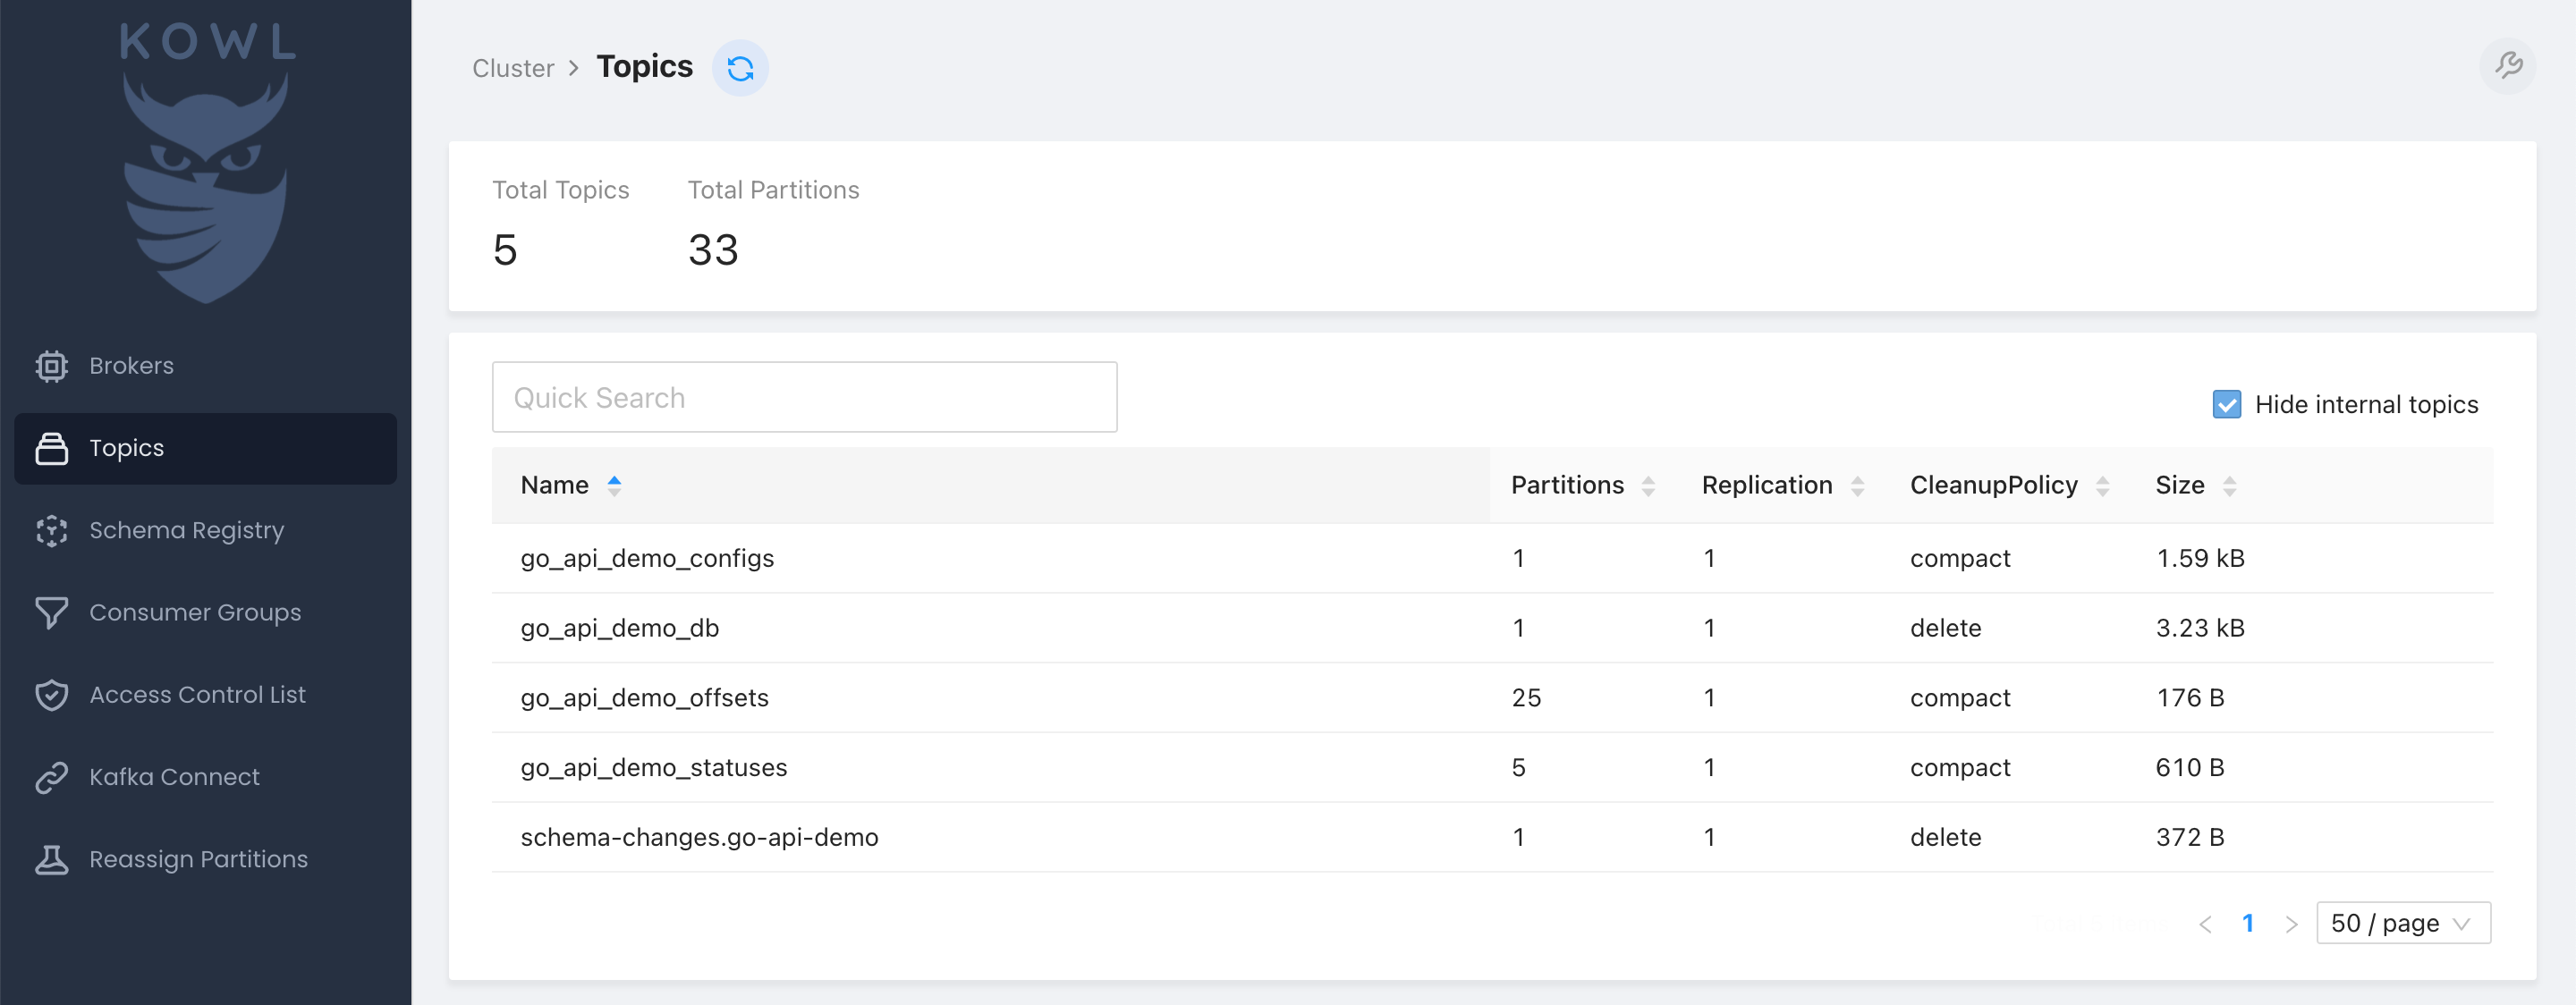 KOWL
Brokers
Topics
Schema Registry
Consumer Groups
Access Control List
Kafka Connect
Reassign Partitions
Cluster > Topics
Total Topics Total Partitions
5 33
Quick Search
Hide internal topics
Name Partitions Replication CleanupPolicy Size
go_api_demo_configs 1 1 compact 1.59 kB
go_api_demo_db 1 1 delete 3.23 kB
go_api_demo_offsets 25 1 compact 176 B
go_api_demo_statuses 5 1 compact 610 B
schema-changes.go-api-demo 1 1 delete 372 B
< 1 > 50 / page